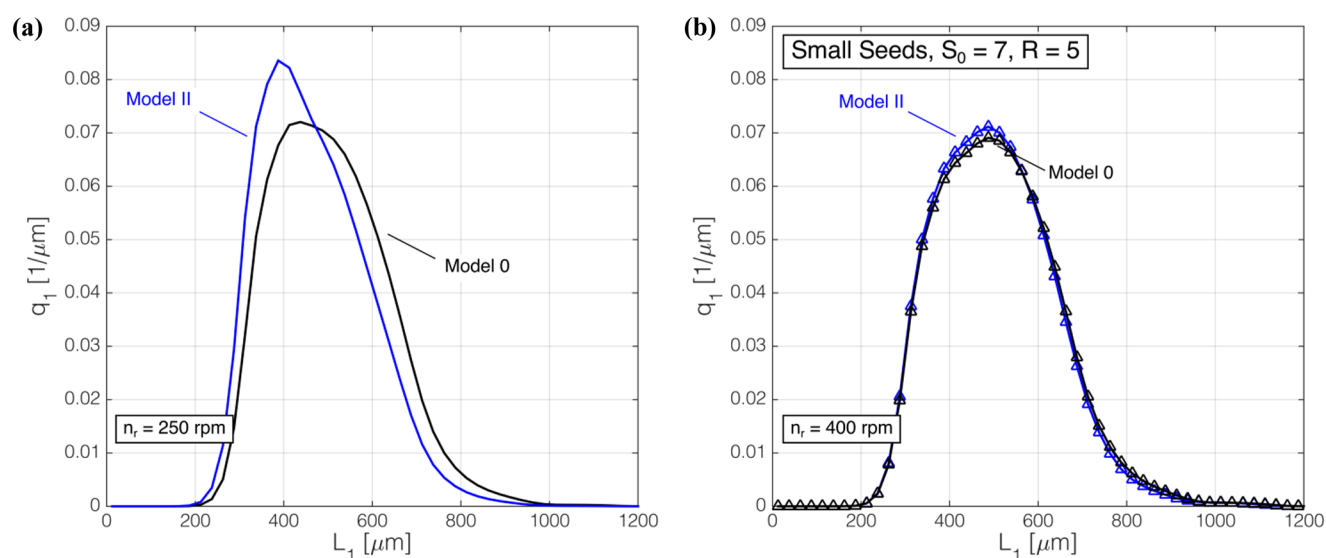 (a)
0.09
0.08
0.07
0.06
0.05
0.04
0.03
0.02
0.01
0
q1 [1/μm]
Model II
Model 0
nr = 250 rpm
0 200 400 600 800 1000 1200
L1 [μm]
(b)
0.09
0.08
0.07
0.06
0.05
0.04
0.03
0.02
0.01
0
q1 [1/μm]
Small Seeds, S0 = 7, R = 5
Model II
Model 0
nr = 400 rpm
0 200 400 600 800 1000 1200
L1 [μm]